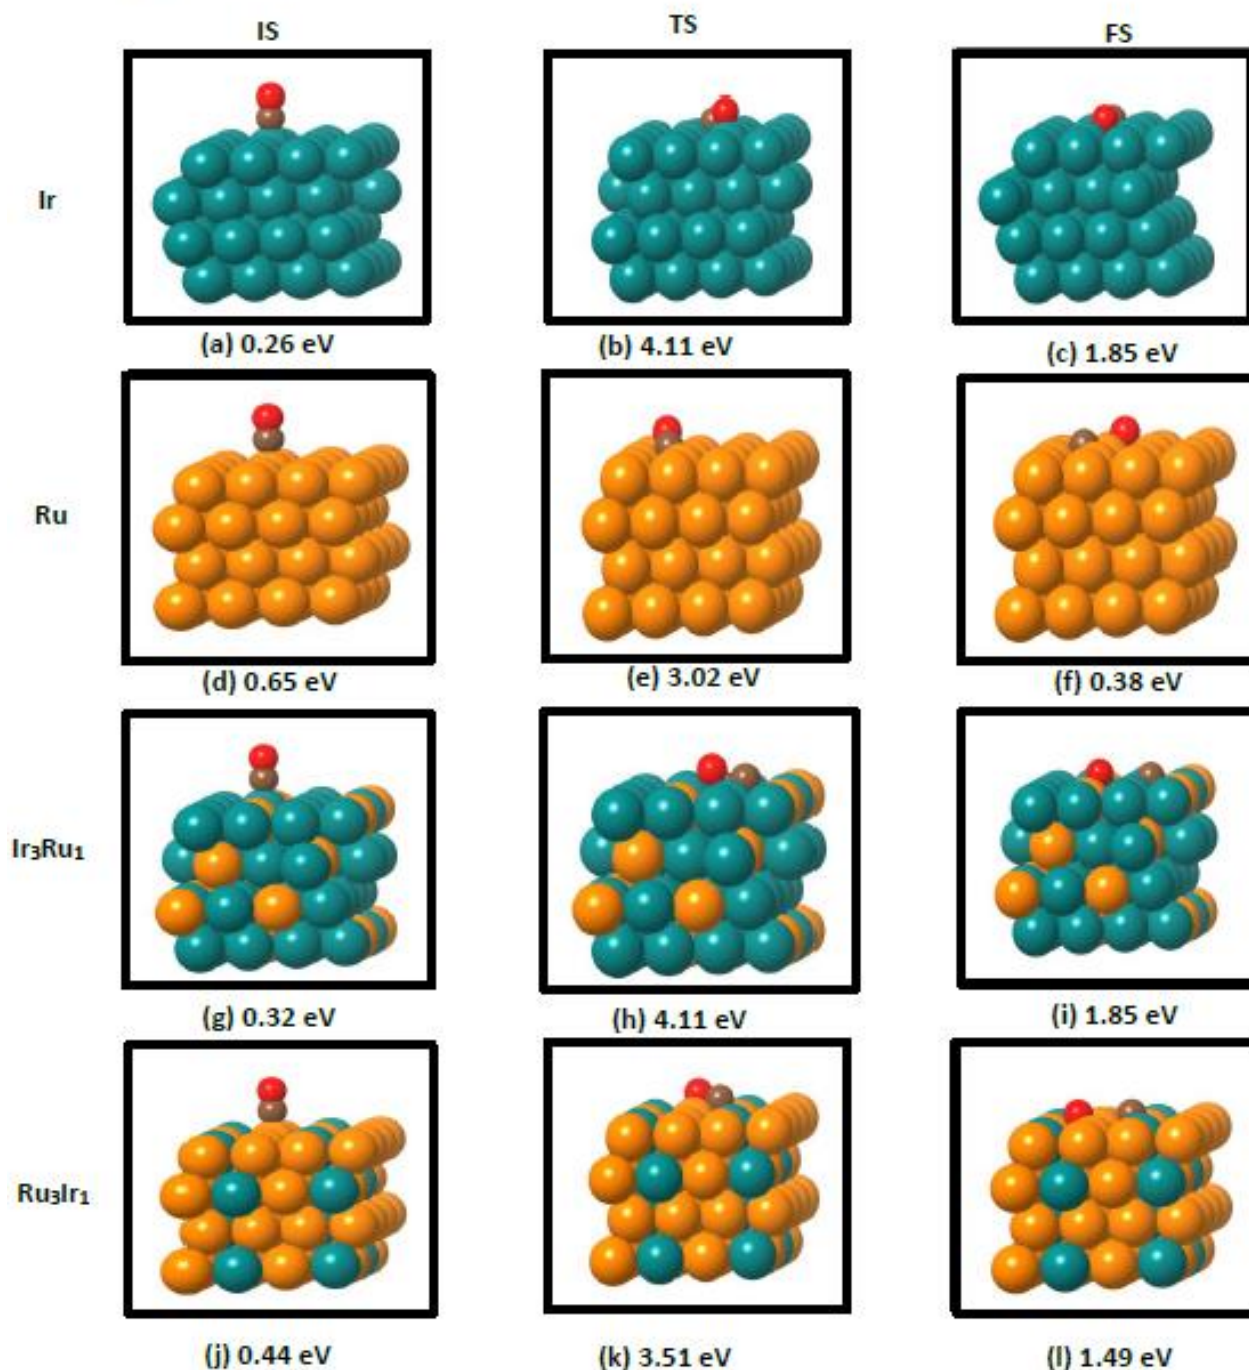 IS TS FS
Ir
(a) 0.26 eV (b) 4.11 eV (c) 1.85 eV
Ru
(d) 0.65 eV (e) 3.02 eV (f) 0.38 eV
Ir₃Ru₁
(g) 0.32 eV (h) 4.11 eV (i) 1.85 eV
Ru₃Ir₁
(j) 0.44 eV (k) 3.51 eV (l) 1.49 eV